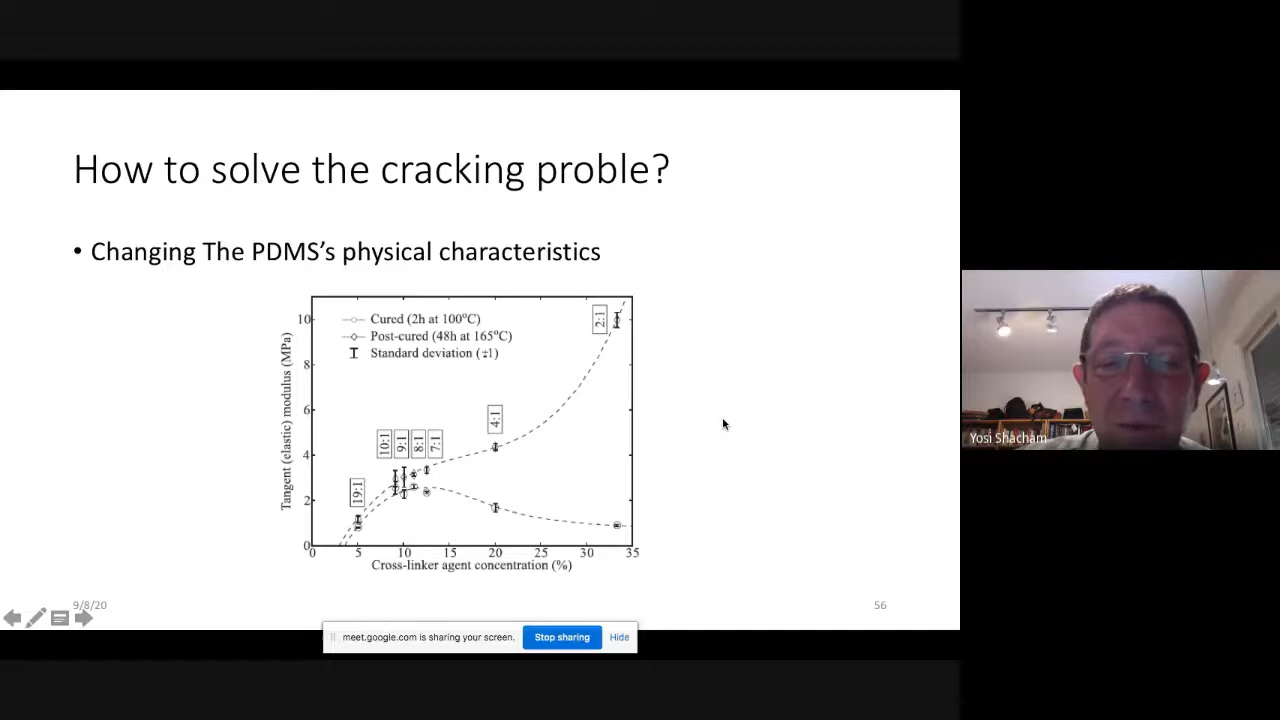 How to solve the cracking proble?
• Changing The PDMS's physical characteristics
Cured (2h at 100°C)
Post-cured (48h at 165°C)
Standard deviation (±1)
Tangent (elastic) modulus (MPa)
10
8
6
4
2
0
19:1
10:1
9:1
8:1
7:1
4:1
2:1
0 5 10 15 20 25 30 35
Cross-linker agent concentration (%)
9/8/20
56
meet.google.com is sharing your screen.
Stop sharing
Hide
Yosi Shacham